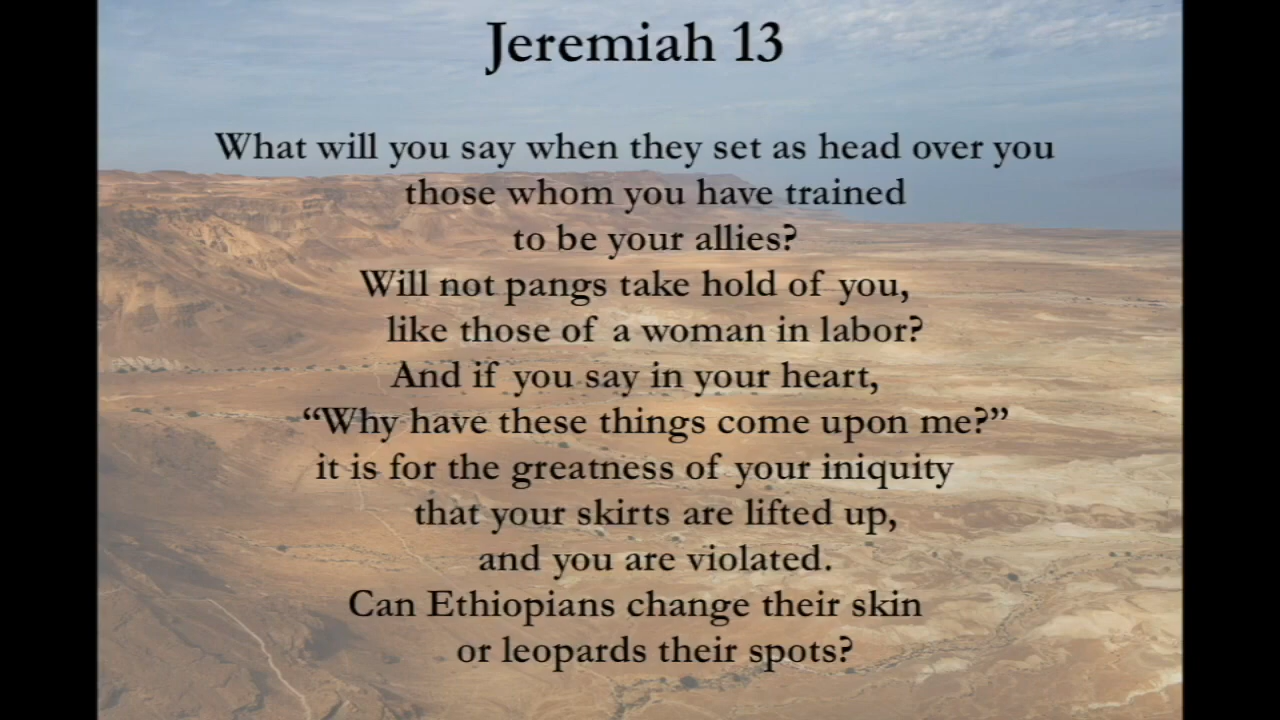 Jeremiah 13
What will you say when they set as head over you
those whom you have trained
to be your allies?
Will not pangs take hold of you,
like those of a woman in labor?
And if you say in your heart,
“Why have these things come upon me?”
it is for the greatness of your iniquity
that your skirts are lifted up,
and you are violated.
Can Ethiopians change their skin
or leopards their spots?